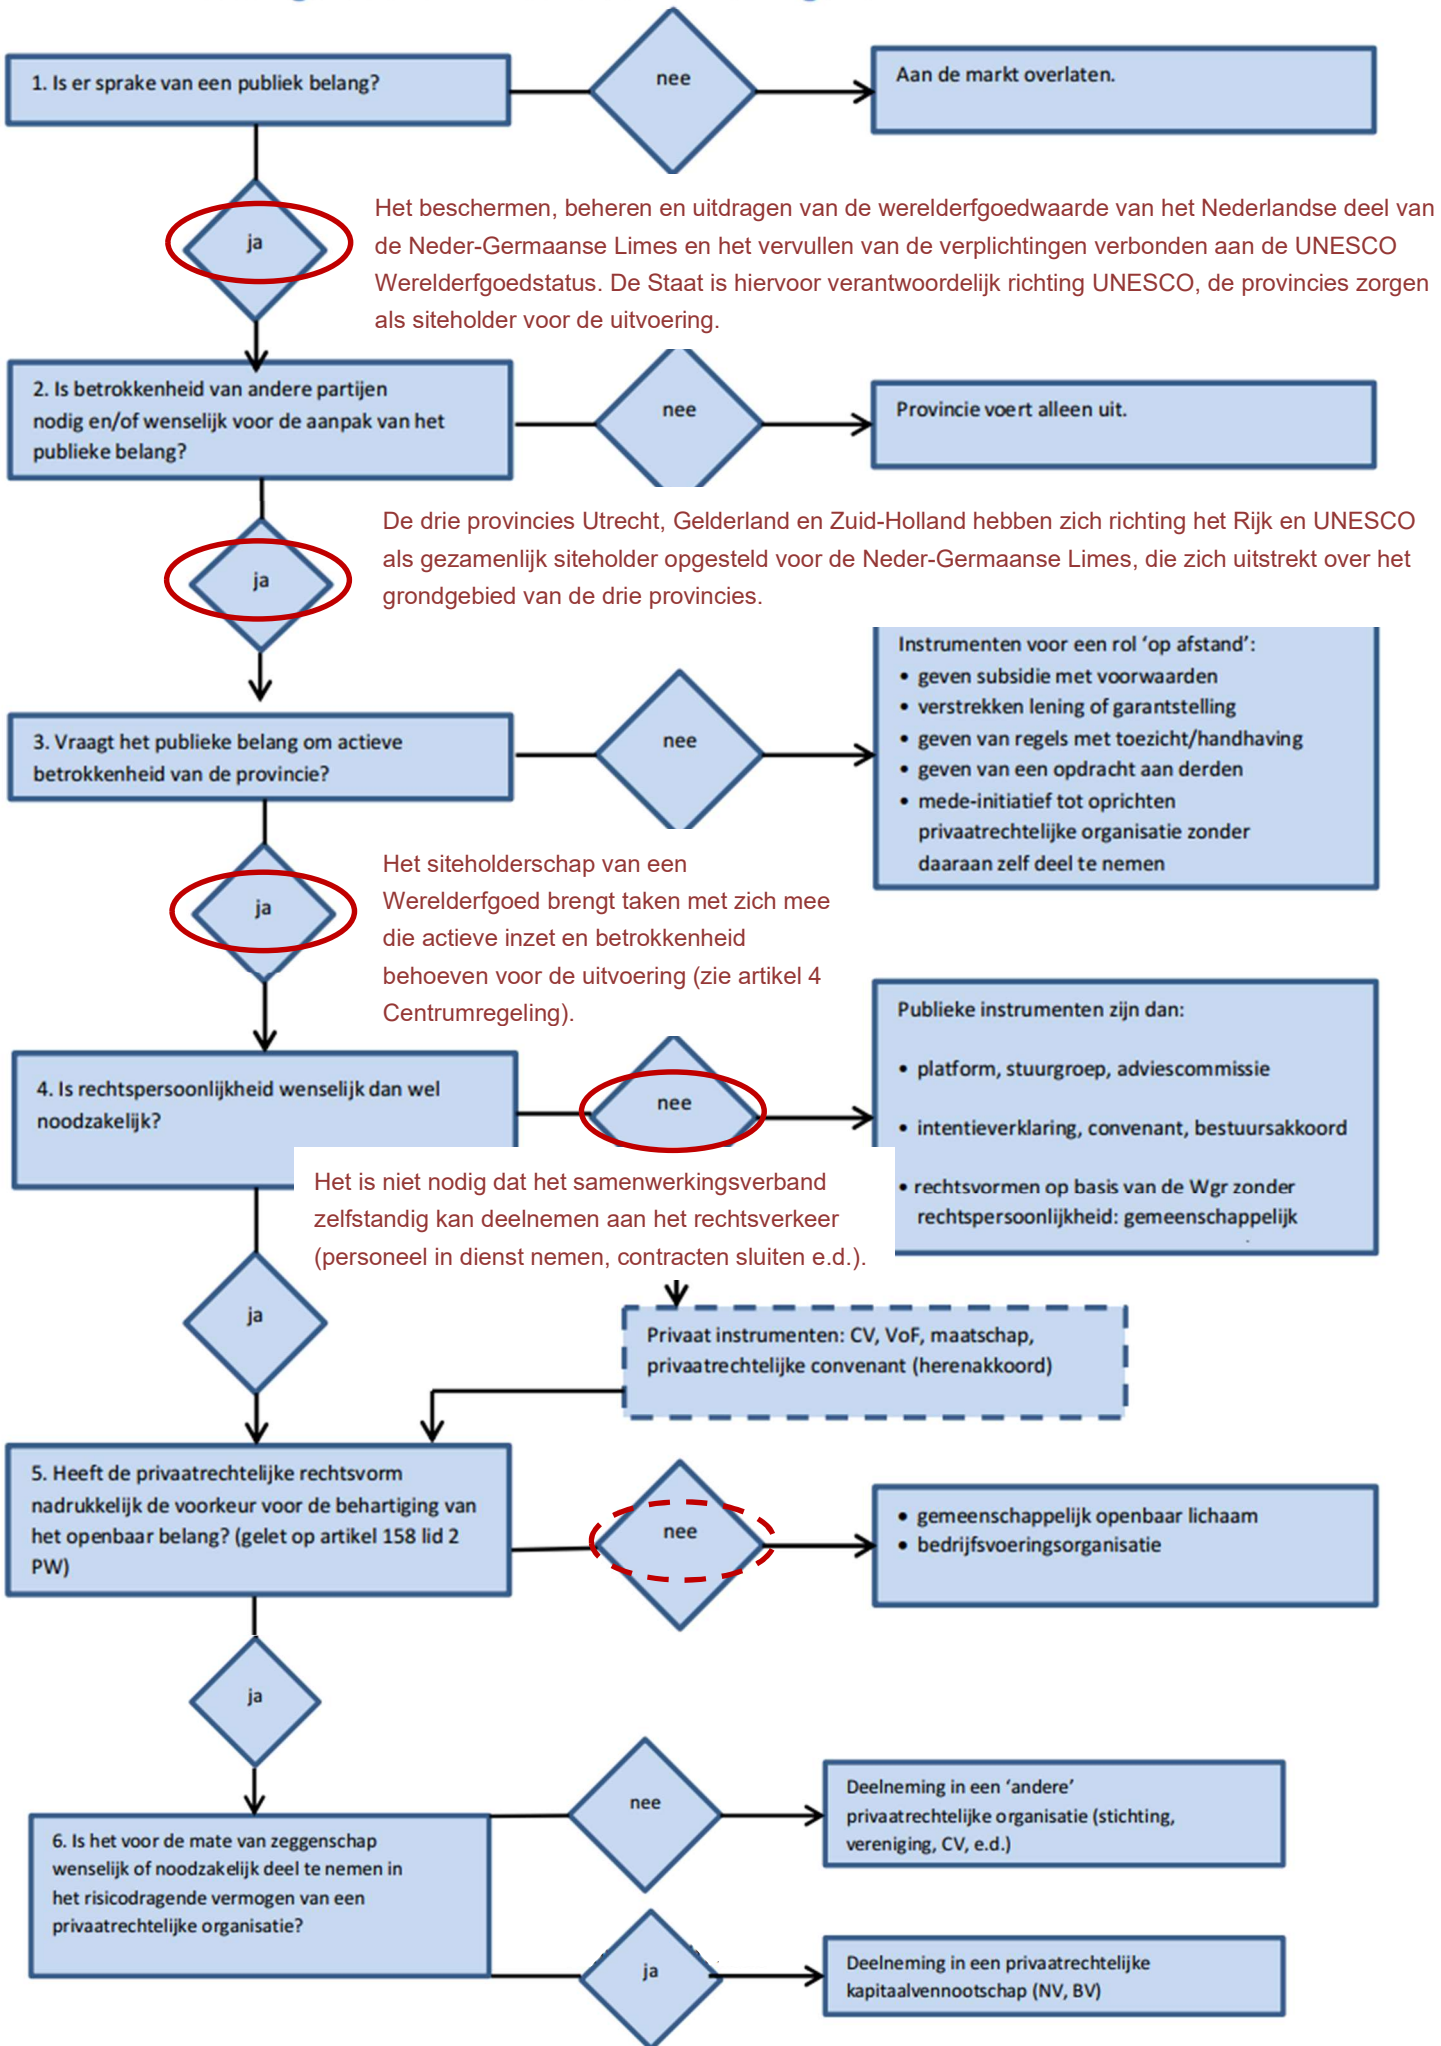 1. Is er sprake van een publiek belang?
nee
Aan de markt overlaten.
ja
Het beschermen, beheren en uitdragen van de werelderfgoedwaarde van het Nederlandse deel van
de Neder-Germaanse Limes en het vervullen van de verplichtingen verbonden aan de UNESCO
Werelderfgoedstatus. De Staat is hiervoor verantwoordelijk richting UNESCO, de provincies zorgen
als siteholder voor de uitvoering.
2. Is betrokkenheid van andere partijen
nodig en/of wenselijk voor de aanpak van het
publieke belang?
nee
Provincie voert alleen uit.
ja
De drie provincies Utrecht, Gelderland en Zuid-Holland hebben zich richting het Rijk en UNESCO
als gezamenlijk siteholder opgesteld voor de Neder-Germaanse Limes, die zich uitstrekt over het
grondgebied van de drie provincies.
3. Vraagt het publieke belang om actieve
betrokkenheid van de provincie?
nee
Instrumenten voor een rol ‘op afstand’:
• geven subsidie met voorwaarden
• verstrekken lening of garantstelling
• geven van regels met toezicht/handhaving
• geven van een opdracht aan derden
• mede-initiatief tot oprichten
privaatrechtelijke organisatie zonder
daaraan zelf deel te nemen
ja
Het siteholderschap van een
Werelderfgoed brengt taken met zich mee
die actieve inzet en betrokkenheid
behoeven voor de uitvoering (zie artikel 4
Centrumregeling).
4. Is rechtspersoonlijkheid wenselijk dan wel
noodzakelijk?
nee
Publieke instrumenten zijn dan:
• platform, stuurgroep, adviescommissie
• intentieverklaring, convenant, bestuursakkoord
• rechtsvormen op basis van de Wgr zonder
rechtspersoonlijkheid: gemeenschappelijk
Het is niet nodig dat het samenwerkingsverband
zelfstandig kan deelnemen aan het rechtsverkeer
(personeel in dienst nemen, contracten sluiten e.d.).
ja
Privaat instrumenten: CV, VoF, maatschap,
privaatrechtelijke convenant (herenakkoord)
5. Heeft de privaatrechtelijke rechtsvorm
nadrukkelijk de voorkeur voor de behartiging van
het openbaar belang? (gelet op artikel 158 lid 2
PW)
nee
• gemeenschappelijk openbaar lichaam
• bedrijfsvoeringsorganisatie
ja
6. Is het voor de mate van zeggenschap
wenselijk of noodzakelijk deel te nemen in
het risicodragende vermogen van een
privaatrechtelijke organisatie?
nee
Deelneming in een ‘andere’
privaatrechtelijke organisatie (stichting,
vereniging, CV, e.d.)
ja
Deelneming in een privaatrechtelijke
kapitaalvennootschap (NV, BV)